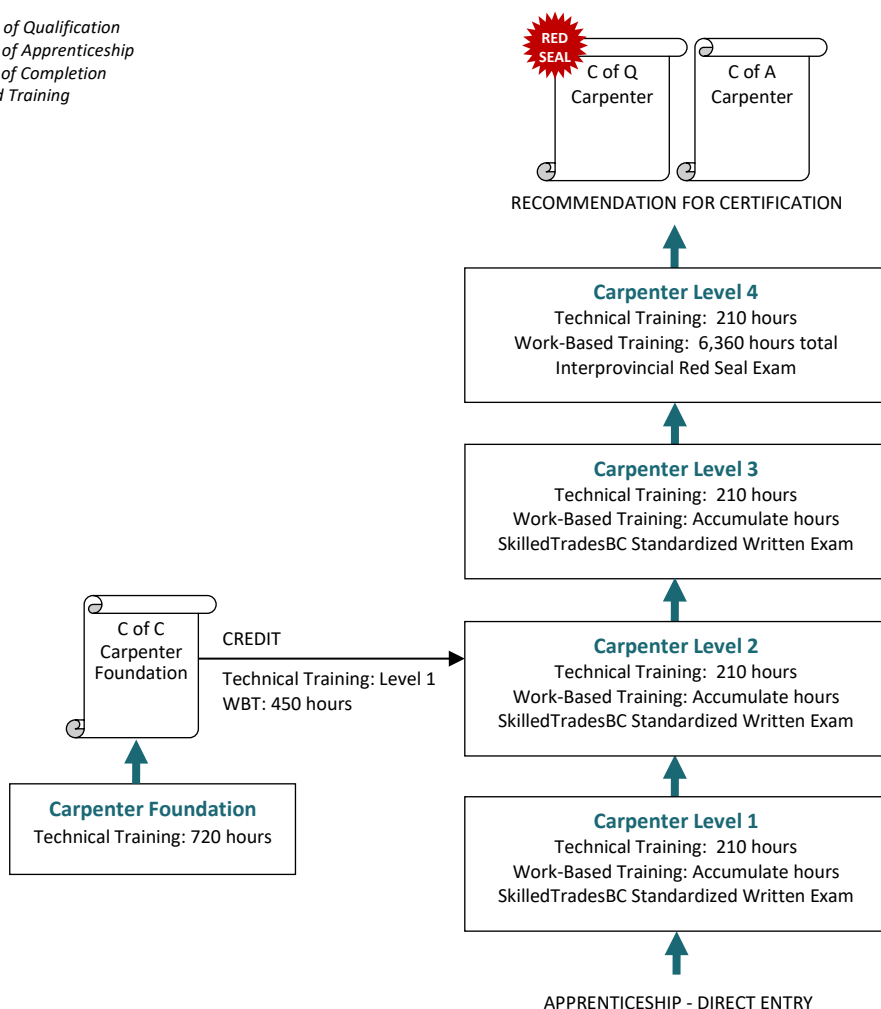 of Qualification
of Apprenticeship
of Completion
Training
RED
SEAL
C of Q
Carpenter
C of A
Carpenter
RECOMMENDATION FOR CERTIFICATION
Carpenter Level 4
Technical Training: 210 hours
Work-Based Training: 6,360 hours total
Interprovincial Red Seal Exam
Carpenter Level 3
Technical Training: 210 hours
Work-Based Training: Accumulate hours
SkilledTradesBC Standardized Written Exam
C of C
Carpenter
Foundation
CREDIT
Technical Training: Level 1
WBT: 450 hours
Carpenter Level 2
Technical Training: 210 hours
Work-Based Training: Accumulate hours
SkilledTradesBC Standardized Written Exam
Carpenter Foundation
Technical Training: 720 hours
Carpenter Level 1
Technical Training: 210 hours
Work-Based Training: Accumulate hours
SkilledTradesBC Standardized Written Exam
APPRENTICESHIP - DIRECT ENTRY